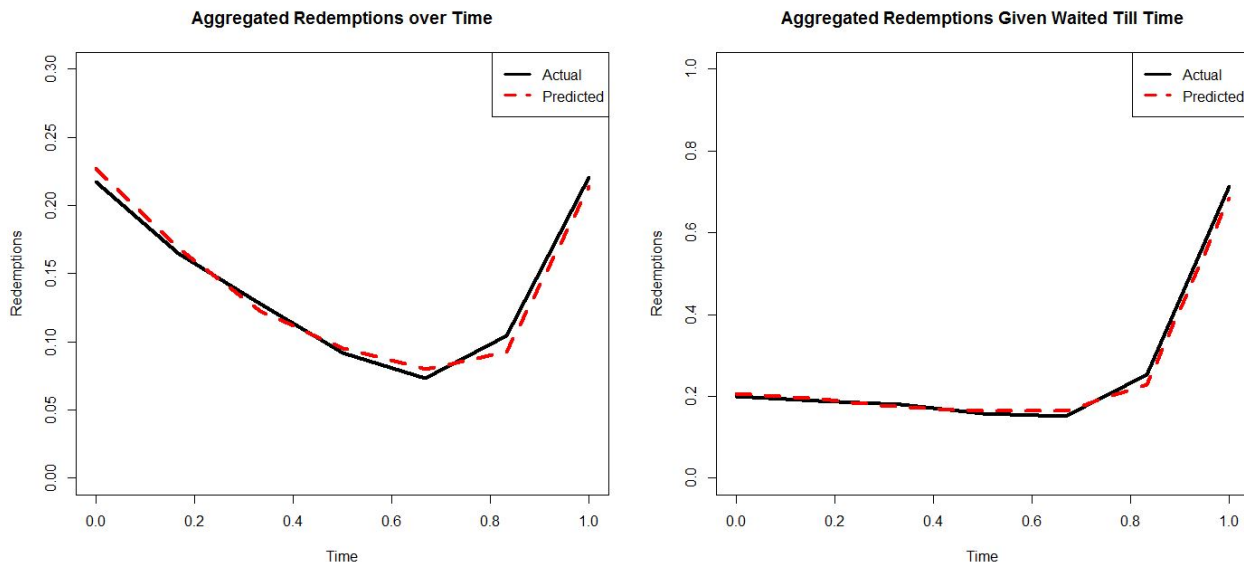 Aggregated Redemptions over Time
Actual
Predicted
0.30
0.25
0.20
0.15
0.10
0.05
0.00
Redemptions
0.0 0.2 0.4 0.6 0.8 1.0
Time
Aggregated Redemptions Given Waited Till Time
Actual
Predicted
1.0
0.8
0.6
0.4
0.2
0.0
Redemptions
0.0 0.2 0.4 0.6 0.8 1.0
Time